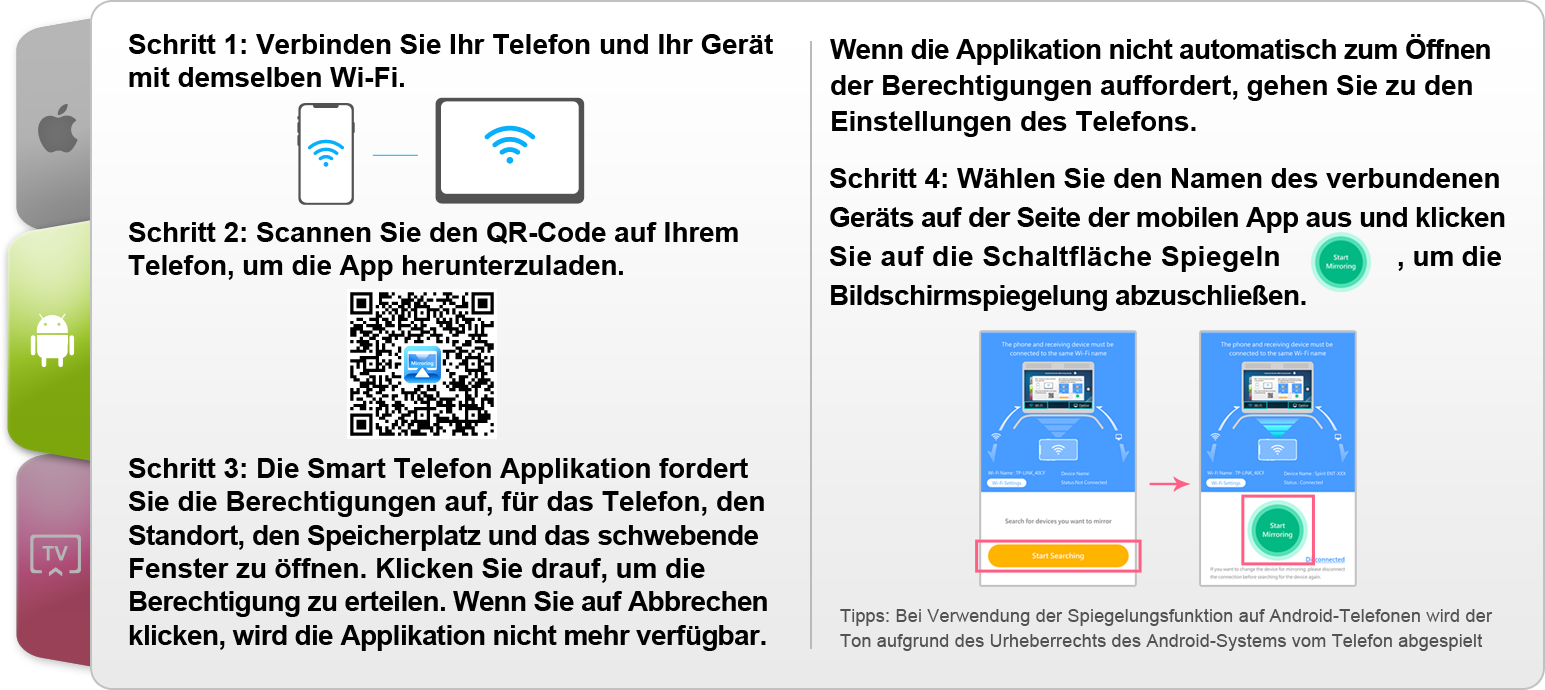 Schritt 1: Verbinden Sie Ihr Telefon und Ihr Gerät
mit demselben Wi-Fi.
Schritt 2: Scannen Sie den QR-Code auf Ihrem
Telefon, um die App herunterzuladen.
Mirroring
Schritt 3: Die Smart Telefon Applikation fordert
Sie die Berechtigungen auf, für das Telefon, den
Standort, den Speicherplatz und das schwebende
Fenster zu öffnen. Klicken Sie drauf, um die
Berechtigung zu erteilen. Wenn Sie auf Abbrechen
klicken, wird die Applikation nicht mehr verfügbar.
TV
Wenn die Applikation nicht automatisch zum Öffnen
der Berechtigungen auffordert, gehen Sie zu den
Einstellungen des Telefons.
Schritt 4: Wählen Sie den Namen des verbundenen
Geräts auf der Seite der mobilen App aus und klicken
Sie auf die Schaltfläche Spiegeln Start Mirroring , um die
Bildschirmspiegelung abzuschließen.
The phone and receiving device must be
connected to the same Wi-Fi name
Wi-Fi Name : TP-LINK_40CF Device Name:
Wi-Fi Settings Status:Not Connected
Search for devices you want to mirror
Start Searching
The phone and receiving device must be
connected to the same Wi-Fi name
Wi-Fi Name : TP-LINK_40CF Device Name : Spirit ENT-XXX
Wi-Fi Settings Status : Connected
Start
Mirroring
Disconnected
If you want to change the device for mirroring, please disconnect
the connection before searching for the device again.
Tipps: Bei Verwendung der Spiegelungsfunktion auf Android-Telefonen wird der
Ton aufgrund des Urheberrechts des Android-Systems vom Telefon abgespielt